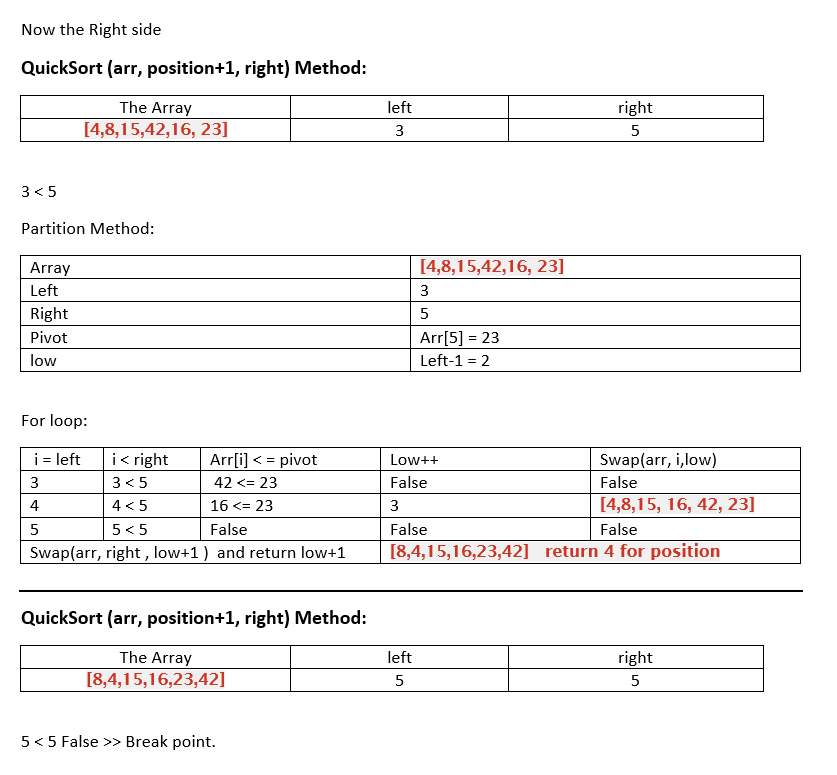 Now the Right side
QuickSort (arr, position+1, right) Method:
The Array left right
[4,8,15,42,16, 23] 3 5
3 < 5
Partition Method:
Array [4,8,15,42,16, 23]
Left 3
Right 5
Pivot Arr[5] = 23
low Left-1 = 2
For loop:
i = left i < right Arr[i] < = pivot Low++ Swap(arr, i,low)
3 3 < 5 42 <= 23 False False
4 4 < 5 16 <= 23 3 [4,8,15, 16, 42, 23]
5 5 < 5 False False False
Swap(arr, right , low+1 ) and return low+1 [8,4,15,16,23,42] return 4 for position
QuickSort (arr, position+1, right) Method:
The Array left right
[8,4,15,16,23,42] 5 5
5 < 5 False >> Break point.